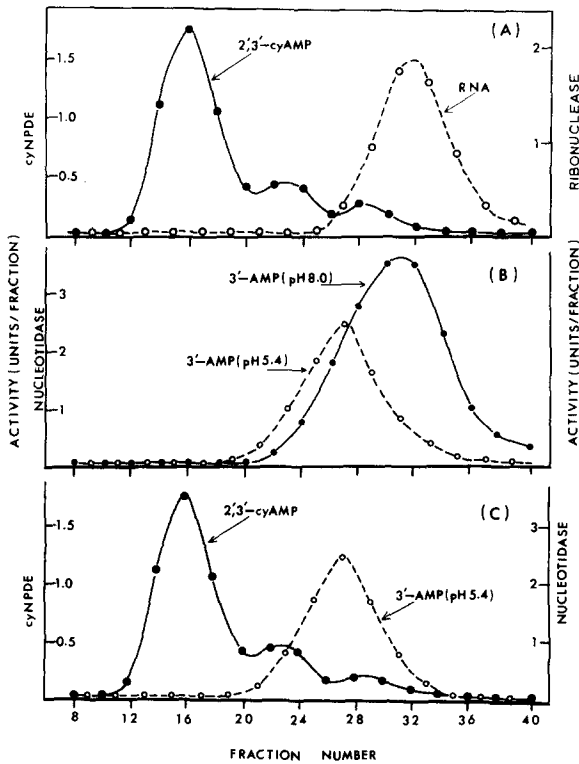 (A)
2',3'-cyAMP
RNA
1.5
1.0
0.5
cyNPDE
2
1
RIBONUCLEASE
(B)
3'-AMP(pH8.0)
3'-AMP(pH5.4)
3
2
1
ACTIVITY (UNITS/FRACTION)
NUCLEOTIDASE
ACTIVITY (UNITS/FRACTION)
(C)
2',3'-cyAMP
3'-AMP(pH5.4)
1.5
1.0
0.5
cyNPDE
3
2
1
NUCLEOTIDASE
8 12 16 20 24 28 32 36 40
FRACTION NUMBER